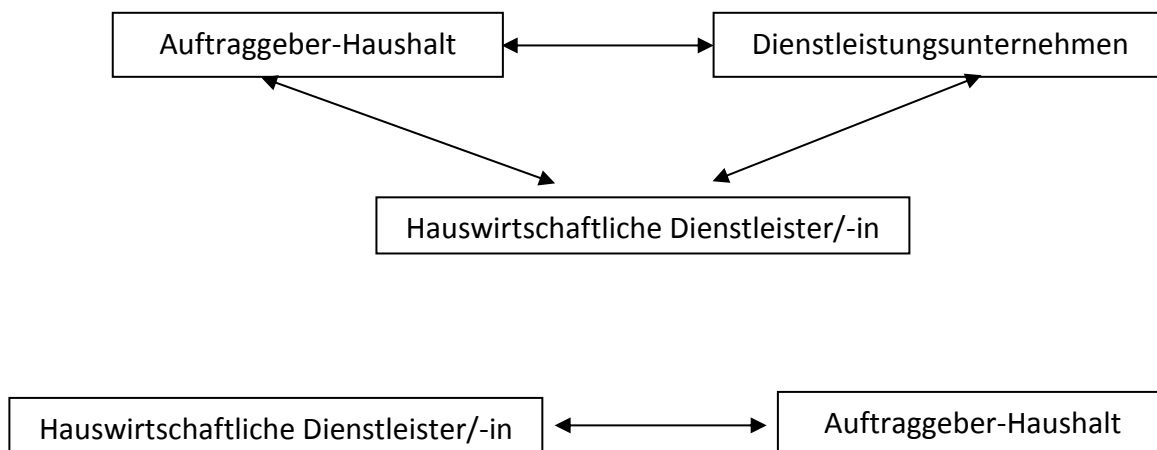 Auftraggeber-Haushalt
Dienstleistungsunternehmen
Hauswirtschaftliche Dienstleister/-in
Hauswirtschaftliche Dienstleister/-in
Auftraggeber-Haushalt